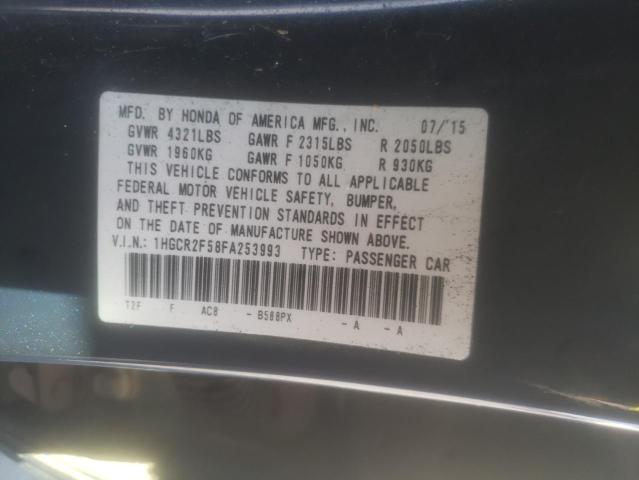 MFD. BY HONDA OF AMERICA MFG., INC. 07/'15
GVWR 4321LBS GAWR F 2315LBS R 2050LBS
GVWR 1960KG GAWR F 1050KG R 930KG
THIS VEHICLE CONFORMS TO ALL APPLICABLE
FEDERAL MOTOR VEHICLE SAFETY, BUMPER,
AND THEFT PREVENTION STANDARDS IN EFFECT
ON THE DATE OF MANUFACTURE SHOWN ABOVE.
V.I.N.: 1HGCR2F58FA253993 TYPE: PASSENGER CAR
T2F F AC8 - B588PX - A - A